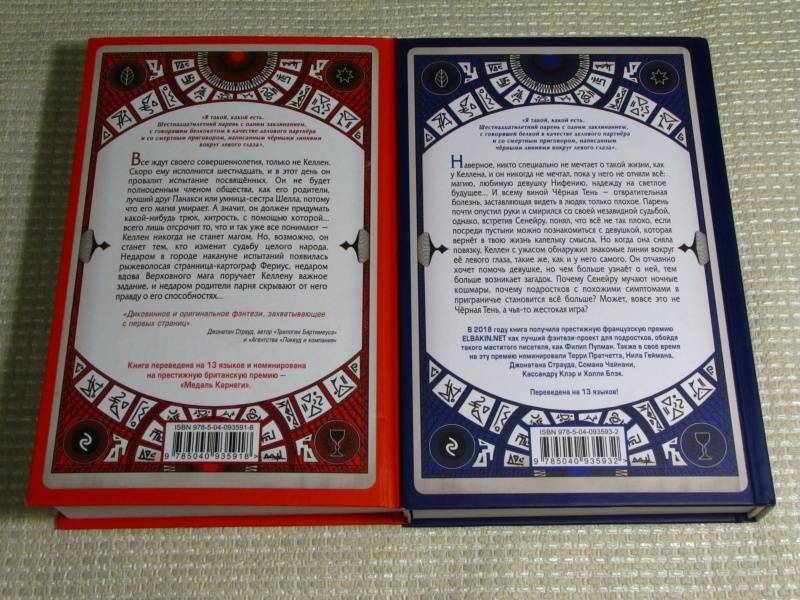 «Я такой, какой есть.
Шестнадцатилетний парень с одним заклинанием,
с говорящим белкокотом в качестве делового партнёра
и со смертным приговором, написанным чёрными линиями
вокруг левого глаза».
Все ждут своего совершеннолетия, только не Келлен.
Скоро ему исполнится шестнадцать, и в этот день он
провалит испытание посвящённых. Он не будет
полноценным членом общества, как его родители,
лучший друг Панакси или умница-сестра Шелла, потому
что его магия умирает. А значит, он должен придумать
какой-нибудь трюк, хитрость, с помощью которой...
всего лишь отсрочит то, что и так уже все понимают –
Келлен никогда не станет магом. Но, возможно, он
станет тем, кто изменит судьбу целого народа.
Недаром в городе накануне испытаний появилась
рыжеволосая странница-картограф Фериус, недаром
вдова Верховного мага поручает Келлену важное
задание, и недаром родители парня скрывают от него
правду о его способностях...
«Диковинное и оригинальное фэнтези, захватывающее
с первых страниц».
Джонатан Страуд, автор «Трилогии Бартимеуса»
и «Агентства «Локвуд и компания»
Книга переведена на 13 языков и номинирована
на престижную британскую премию –
«Медаль Карнеги».
ISBN 978-5-04-093591-8
9 785040 935918 >
«Я такой, какой есть.
Шестнадцатилетний парень с одним заклинанием,
с говорящей белкой в качестве делового партнёра
и со смертным приговором, написанным чёрными
линиями вокруг левого глаза».
Наверное, никто специально не мечтает о такой жизни, как
у Келлена, и он никогда не мечтал, пока у него не отняли всё:
магию, любимую девушку Нифению, надежду на светлое
будущее... И всему виной Чёрная Тень – отвратительная
болезнь, заставляющая видеть в людях только плохое. Парень
почти опустил руки и смирился со своей незавидной судьбой,
однако, встретив Сенейру, понял, что всё не так плохо, если
посреди пустыни можно познакомиться с девушкой, которая
вернёт в твою жизнь капельку смысла. Но когда она сняла
повязку, Келлен с ужасом обнаружил знакомые линии вокруг
её левого глаза, такие же, как и у него самого. Он отчаянно
хочет помочь девушке, но чем больше узнаёт о ней, тем
больше возникает загадок. Почему Сенейру мучают ночные
кошмары, почему подростков с похожими симптомами в
приграничье становится всё больше? Может, вовсе это не
Чёрная Тень, а чья-то жестокая игра?
В 2018 году книга получила престижную французскую премию
ELBAKIN.NET как лучший фэнтези-проект для подростков, обойдя
такого маститого писателя, как Филип Пулман. Также в своё время
на эту премию номинировали Терри Пратчетта, Нила Геймана,
Джонатана Страуда, Сомана Чайнани,
Кассандру Клэр и Холли Блэк.
Переведена на 13 языков!
ISBN 978-5-04-093593-2
9 785040 935932 >